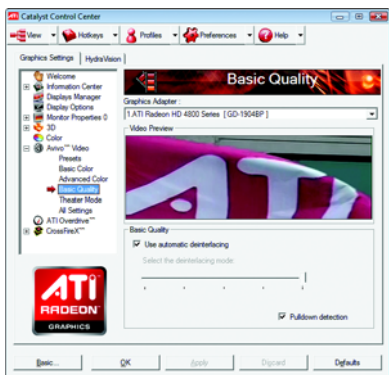 Catalyst Control Center
View Hotkeys Profiles Preferences Help
Graphics Settings HydraVision
Welcome
Information Center
Displays Manager
Display Options
Monitor Properties 0
3D
Color
Avivo™ Video
Presets
Basic Color
Advanced Color
Basic Quality
Theater Mode
All Settings
ATI Overdrive™
CrossFireX™
ATI
RADEON
GRAPHICS
Basic Quality
Graphics Adapter :
1.ATI Radeon HD 4800 Series [ GD-1904BP ]
Video Preview
ATI
Basic Quality
Use automatic deinterlacing
Select the deinterlacing mode:
Pulldown detection
Basic... OK Apply Discard Defaults